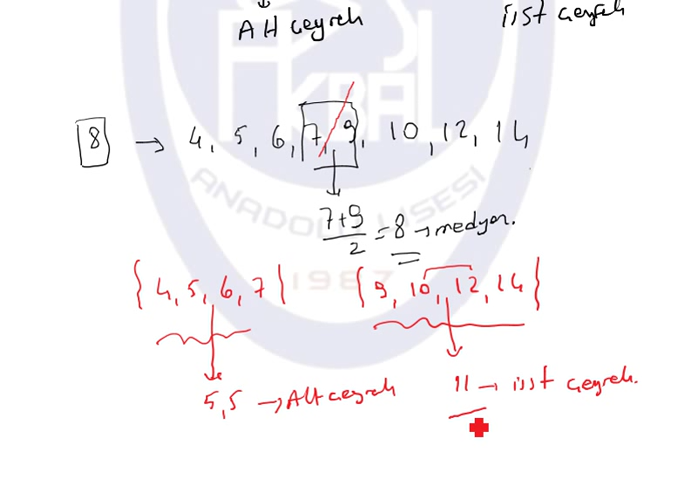 Alt çeyrek üst çeyrek
8 → 4, 5, 6, 7, 9, 10, 12, 14
7+9
2
= 8 → medyan.
{4, 5, 6, 7} {9, 10, 12, 14}
5,5 → Alt çeyrek 11 → üst çeyrek.
ANADOLU LİSESİ
1987